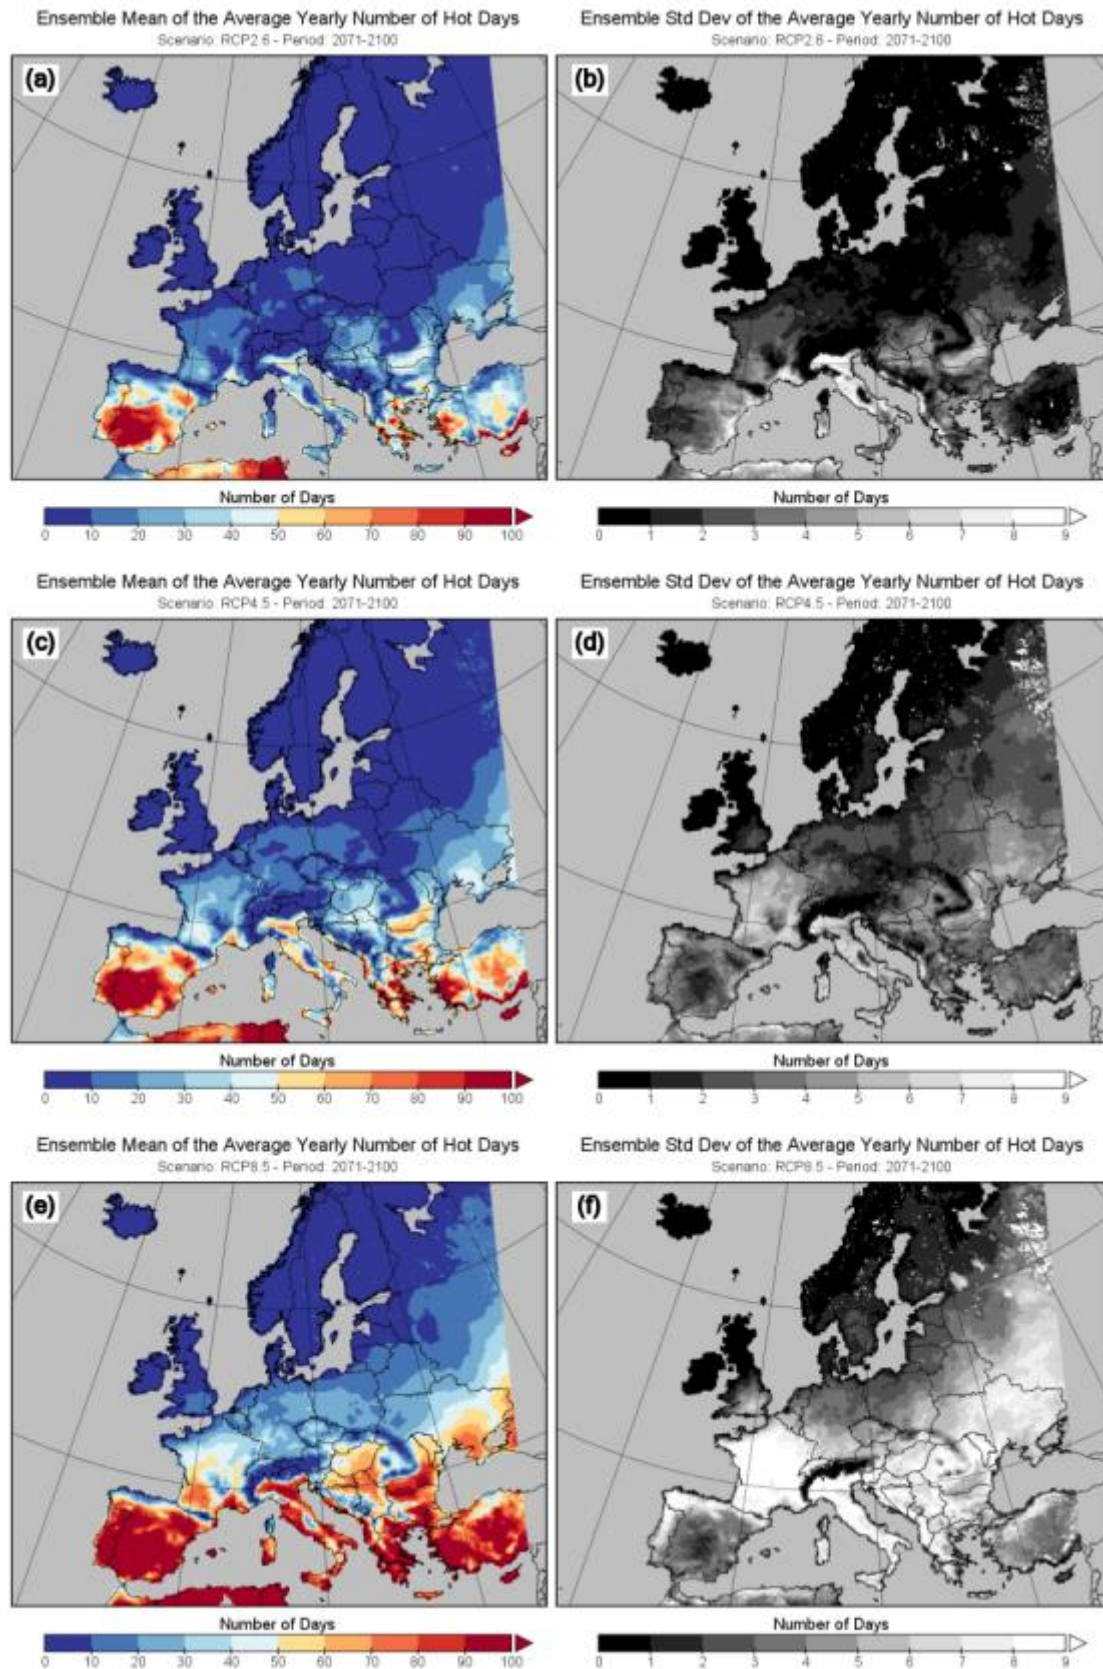 Ensemble Mean of the Average Yearly Number of Hot Days
Scenario: RCP2.6 - Period: 2071-2100
(a)
Number of Days
0 10 20 30 40 50 60 70 80 90 100
Ensemble Std Dev of the Average Yearly Number of Hot Days
Scenario: RCP2.6 - Period: 2071-2100
(b)
Number of Days
0 1 2 3 4 5 6 7 8 9
Ensemble Mean of the Average Yearly Number of Hot Days
Scenario: RCP4.5 - Period: 2071-2100
(c)
Number of Days
0 10 20 30 40 50 60 70 80 90 100
Ensemble Std Dev of the Average Yearly Number of Hot Days
Scenario: RCP4.5 - Period: 2071-2100
(d)
Number of Days
0 1 2 3 4 5 6 7 8 9
Ensemble Mean of the Average Yearly Number of Hot Days
Scenario: RCP8.5 - Period: 2071-2100
(e)
Number of Days
0 10 20 30 40 50 60 70 80 90 100
Ensemble Std Dev of the Average Yearly Number of Hot Days
Scenario: RCP8.5 - Period: 2071-2100
(f)
Number of Days
0 1 2 3 4 5 6 7 8 9